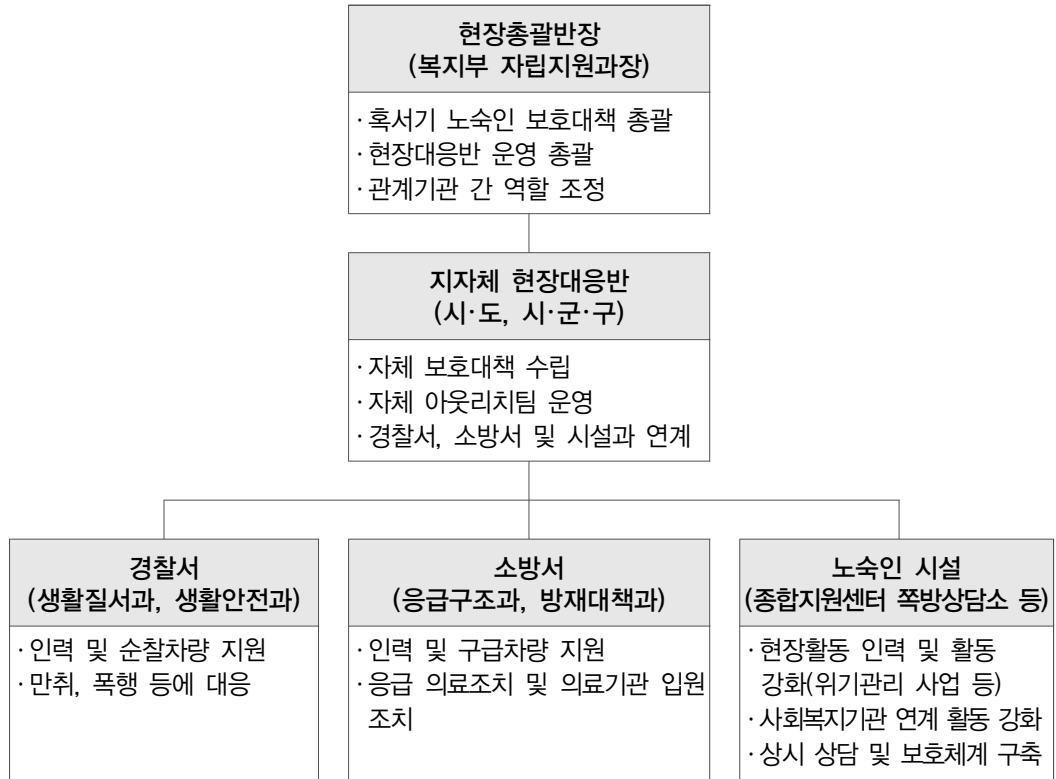 현장총괄반장
(복지부 자립지원과장)
·혹서기 노숙인 보호대책 총괄
·현장대응반 운영 총괄
·관계기관 간 역할 조정
지자체 현장대응반
(시·도, 시·군·구)
·자체 보호대책 수립
·자체 아웃리치팀 운영
·경찰서, 소방서 및 시설과 연계
경찰서
(생활질서과, 생활안전과)
·인력 및 순찰차량 지원
·만취, 폭행 등에 대응
소방서
(응급구조과, 방재대책과)
·인력 및 구급차량 지원
·응급 의료조치 및 의료기관 입원
조치
노숙인 시설
(종합지원센터 쪽방상담소 등)
·현장활동 인력 및 활동
강화(위기관리 사업 등)
·사회복지기관 연계 활동 강화
·상시 상담 및 보호체계 구축